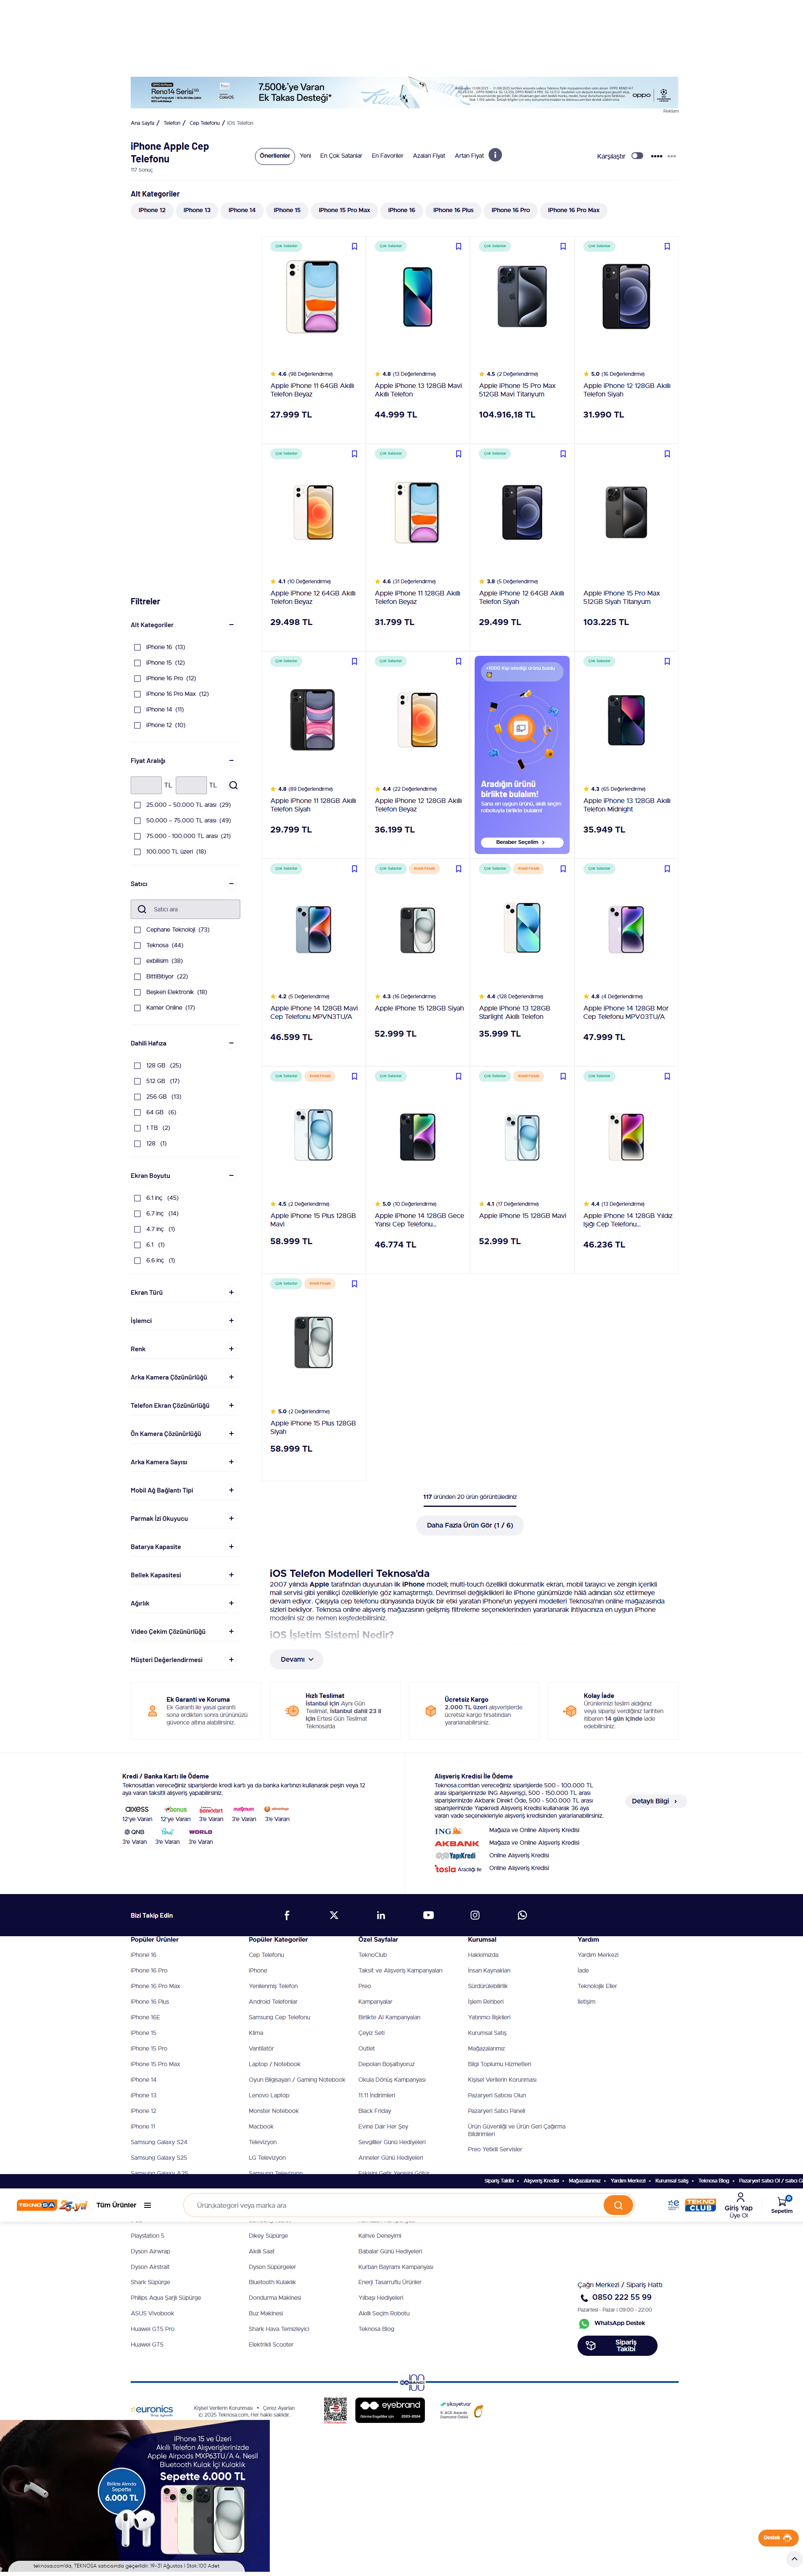 7.500₺'ye Varan
Ek Takas Desteği*
oppo
Reklam
Ana Sayfa / Telefon / Cep Telefonu / iOS Telefon
iPhone Apple Cep
Telefonu
117 Sonuç
Önerilenler Yeni En Çok Satanlar En Favoriler Azalan Fiyat Artan Fiyat
Karşılaştır
Alt Kategoriler
iPhone 12 iPhone 13 iPhone 14 iPhone 15 iPhone 15 Pro Max iPhone 16 iPhone 16 Plus iPhone 16 Pro iPhone 16 Pro Max
Çok Satanlar Çok Satanlar Çok Satanlar Çok Satanlar
4.6 (98 Değerlendirme)
Apple iPhone 11 64GB Akıllı
Telefon Beyaz
27.999 TL
4.8 (13 Değerlendirme)
Apple iPhone 13 128GB Mavi
Akıllı Telefon
44.999 TL
4.5 (2 Değerlendirme)
Apple iPhone 15 Pro Max
512GB Mavi Titanyum
104.916,18 TL
5.0 (16 Değerlendirme)
Apple iPhone 12 128GB Akıllı
Telefon Siyah
31.990 TL
Çok Satanlar Çok Satanlar Çok Satanlar
4.1 (10 Değerlendirme)
Apple iPhone 12 64GB Akıllı
Telefon Beyaz
29.498 TL
4.6 (31 Değerlendirme)
Apple iPhone 11 128GB Akıllı
Telefon Beyaz
31.799 TL
3.8 (5 Değerlendirme)
Apple iPhone 12 64GB Akıllı
Telefon Siyah
29.499 TL
Apple iPhone 15 Pro Max
512GB Siyah Titanyum
103.225 TL
Çok Satanlar
4.8 (89 Değerlendirme)
Apple iPhone 11 128GB Akıllı
Telefon Siyah
29.799 TL
Çok Satanlar
4.4 (22 Değerlendirme)
Apple iPhone 12 128GB Akıllı
Telefon Beyaz
36.199 TL
+1000 Kişi istediği ürünü buldu
Aradığın ürünü
birlikte bulalım!
Sana en uygun ürünü, akıllı seçim
robotuyla birlikte bulalım!
Beraber Seçelim
Çok Satanlar
4.3 (65 Değerlendirme)
Apple iPhone 13 128GB Akıllı
Telefon Midnight
35.949 TL
Çok Satanlar
4.2 (5 Değerlendirme)
Apple iPhone 14 128GB Mavi
Cep Telefonu MPVN3TU/A
46.599 TL
Çok Satanlar Kredi Fırsatı
4.3 (16 Değerlendirme)
Apple iPhone 15 128GB Siyah
52.999 TL
Çok Satanlar Kredi Fırsatı
4.4 (128 Değerlendirme)
Apple iPhone 13 128GB
Starlight Akıllı Telefon
35.999 TL
Çok Satanlar
4.8 (4 Değerlendirme)
Apple iPhone 14 128GB Mor
Cep Telefonu MPV03TU/A
47.999 TL
Çok Satanlar Kredi Fırsatı
4.5 (2 Değerlendirme)
Apple iPhone 15 Plus 128GB
Mavi
58.999 TL
Çok Satanlar
5.0 (10 Değerlendirme)
Apple iPhone 14 128GB Gece
Yarısı Cep Telefonu...
46.774 TL
Çok Satanlar Kredi Fırsatı
4.1 (17 Değerlendirme)
Apple iPhone 15 128GB Mavi
52.999 TL
Çok Satanlar
4.4 (13 Değerlendirme)
Apple iPhone 14 128GB Yıldız
Işığı Cep Telefonu...
46.236 TL
Çok Satanlar Kredi Fırsatı
5.0 (2 Değerlendirme)
Apple iPhone 15 Plus 128GB
Siyah
58.999 TL
Filtreler
Alt Kategoriler
iPhone 16 (13)
iPhone 15 (12)
iPhone 16 Pro (12)
iPhone 16 Pro Max (12)
iPhone 14 (11)
iPhone 12 (10)
Fiyat Aralığı
TL TL
25.000 – 50.000 TL arası (29)
50.000 – 75.000 TL arası (49)
75.000 - 100.000 TL arası (21)
100.000 TL üzeri (18)
Satıcı
Satıcı ara
Cephane Teknoloji (73)
Teknosa (44)
exbilisim (38)
BittiBitiyor (22)
Beşken Elektronik (18)
Kamer Online (17)
Dahili Hafıza
128 GB (25)
512 GB (17)
256 GB (13)
64 GB (6)
1 TB (2)
128 (1)
Ekran Boyutu
6.1 inç (45)
6.7 inç (14)
4.7 inç (1)
6.1 (1)
6.6 inç (1)
Ekran Türü
İşlemci
Renk
Arka Kamera Çözünürlüğü
Telefon Ekran Çözünürlüğü
Ön Kamera Çözünürlüğü
Arka Kamera Sayısı
Mobil Ağ Bağlantı Tipi
Parmak İzi Okuyucu
Batarya Kapasite
Bellek Kapasitesi
Ağırlık
Video Çekim Çözünürlüğü
Müşteri Değerlendirmesi
117 üründen 20 ürün görüntülediniz
Daha Fazla Ürün Gör (1 / 6)
iOS Telefon Modelleri Teknosa'da
2007 yılında Apple tarafından duyurulan ilk iPhone modeli; multi-touch özellikli dokunmatik ekran, mobil tarayıcı ve zengin içerikli
mail servisi gibi yenilikçi özellikleriyle göz kamaştırmıştı. Devrimsel değişiklikleri ile iPhone günümüzde hâlâ adından söz ettirmeye
devam ediyor. Çıkışıyla cep telefonu dünyasında büyük bir etki yaratan iPhone'un yepyeni modelleri Teknosa'nın online mağazasında
sizleri bekliyor. Teknosa online alışveriş mağazasının gelişmiş filtreleme seçeneklerinden yararlanarak ihtiyacınıza en uygun iPhone
modelini siz de hemen keşfedebilirsiniz.
iOS İşletim Sistemi Nedir?
Devamı
Ek Garanti ve Koruma
Ek Garanti ile yasal garanti
sona erdikten sonra ürününüzü
güvence altına alabilirsiniz.
Hızlı Teslimat
İstanbul için Aynı Gün
Teslimat, İstanbul dahil 23 il
için Ertesi Gün Teslimat
Teknosa'da
Ücretsiz Kargo
2.000 TL üzeri alışverişlerde
ücretsiz kargo fırsatından
yararlanabilirsiniz.
Kolay İade
Ürünlerinizi teslim aldığınız
veya siparişi verdiğiniz tarihten
itibaren 14 gün içinde iade
edebilirsiniz.
Kredi / Banka Kartı ile Ödeme
Teknosa'dan vereceğiniz siparişlerde kredi kartı ya da banka kartınızı kullanarak peşin veya 12
aya varan taksitli alışveriş yapabilirsiniz.
axess bonus bankkart maximum
12'ye Varan 12'ye Varan 3'e Varan 3'e Varan 3'e Varan
QNB WORLD
3'e Varan 3'e Varan 3'e Varan
Alışveriş Kredisi İle Ödeme
Teknosa.com'dan vereceğiniz siparişlerde 500 - 100.000 TL
arası siparişlerinizde ING Alışverişçi, 500 - 150.000 TL arası
siparişlerinizde Akbank Direkt Öde, 500 - 500.000 TL arası
siparişlerinizde Yapıkredi Alışveriş Kredisi kullanarak 36 aya
varan vade seçenekleriyle alışveriş kredisinden yararlanabilirsiniz.
Detaylı Bilgi
ING Mağaza ve Online Alışveriş Kredisi
AKBANK Mağaza ve Online Alışveriş Kredisi
YapıKredi Online Alışveriş Kredisi
tosla Aracılığı ile Online Alışveriş Kredisi
Bizi Takip Edin
Popüler Ürünler
iPhone 16
iPhone 16 Pro
iPhone 16 Pro Max
iPhone 16 Plus
iPhone 16E
iPhone 15
iPhone 15 Pro
iPhone 15 Pro Max
iPhone 14
iPhone 13
iPhone 12
iPhone 11
Samsung Galaxy S24
Samsung Galaxy S25
Samsung Galaxy A25
Popüler Kategoriler
Cep Telefonu
iPhone
Yenilenmiş Telefon
Android Telefonlar
Samsung Cep Telefonu
Klima
Vantilatör
Laptop / Notebook
Oyun Bilgisayarı / Gaming Notebook
Lenovo Laptop
Monster Notebook
Macbook
Televizyon
LG Televizyon
Samsung Televizyon
Özel Sayfalar
TeknoClub
Taksit ve Alışveriş Kampanyaları
Preo
Kampanyalar
Birlikte Al Kampanyaları
Çeyiz Seti
Outlet
Depoları Boşaltıyoruz
Okula Dönüş Kampanyası
11.11 İndirimleri
Black Friday
Evine Dair Her Şey
Sevgililer Günü Hediyeleri
Anneler Günü Hediyeleri
Eskisini Getir Yenisini Götür
Kurumsal
Hakkımızda
İnsan Kaynakları
Sürdürülebilirlik
İşlem Rehberi
Yatırımcı İlişkileri
Kurumsal Satış
Mağazalarımız
Bilgi Toplumu Hizmetleri
Kişisel Verilerin Korunması
Pazaryeri Satıcısı Olun
Pazaryeri Satıcı Paneli
Ürün Güvenliği ve Ürün Geri Çağırma
Bildirimleri
Preo Yetkili Servisler
Yardım
Yardım Merkezi
İade
Teknolojik Eller
İletişim
Sipariş Takibi • Alışveriş Kredisi • Mağazalarımız • Yardım Merkezi • Kurumsal Satış • Teknosa Blog • Pazaryeri Satıcı Ol / Satıcı G
TEKNOSA 25.yıl
Tüm Ürünler
Ürün,kategori veya marka ara
TEKNO
CLUB
Giriş Yap
Üye Ol
0
Sepetim
Playstation 5
Dyson Airwrap
Dyson Airstrait
Shark Süpürge
Philips Aqua Şarjlı Süpürge
ASUS Vivobook
Huawei GT5 Pro
Huawei GT5
Dikey Süpürge
Akıllı Saat
Dyson Süpürgeler
Bluetooth Kulaklık
Dondurma Makinesi
Buz Makinesi
Shark Hava Temizleyici
Elektrikli Scooter
Kahve Deneyimi
Babalar Günü Hediyeleri
Kurban Bayramı Kampanyası
Enerji Tasarruflu Ürünler
Yılbaşı Hediyeleri
Akıllı Seçim Robotu
Teknosa Blog
Çağrı Merkezi / Sipariş Hattı
0850 222 55 99
Pazartesi - Pazar | 09:00 - 22:00
WhatsApp Destek
Sipariş
Takibi
euronics
Kişisel Verilerin Korunması • Çerez Ayarları
© 2025 Teknosa.com, Her hakkı saklıdır.
eyebrand
şikayetvar
iPhone 15 ve Üzeri
Akıllı Telefon Alışverişlerinizde
Apple Airpods MXP63TU/A 4. Nesil
Bluetooth Kulak İçi Kulaklık
Sepette 6.000 TL
Birlikte Alımda
Sepette
6.000 TL
teknosa.com'da, TEKNOSA satıcısında geçerlidir. 19-31 Ağustos | Stok:100 Adet
Destek